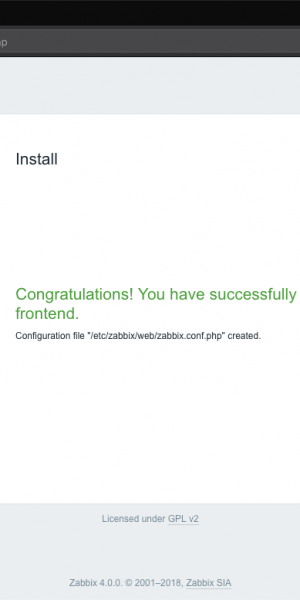 Install
Congratulations! You have successfully
frontend.
Configuration file "/etc/zabbix/web/zabbix.conf.php" created.
Licensed under GPL v2
Zabbix 4.0.0. © 2001–2018, Zabbix SIA